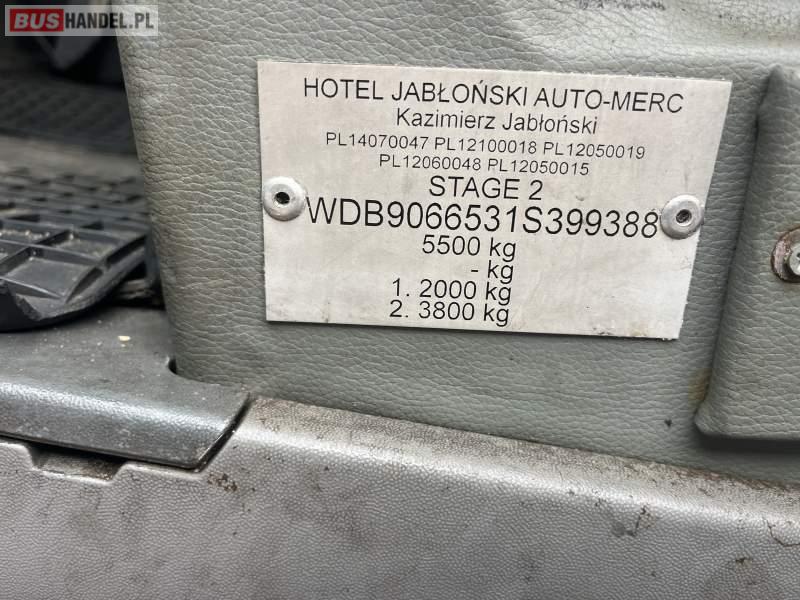 BUSHANDEL.PL
HOTEL JABŁOŃSKI AUTO-MERC
Kazimierz Jabłoński
PL14070047 PL12100018 PL12050019
PL12060048 PL12050015
STAGE 2
WDB9066531S399388
5500 kg
- kg
1. 2000 kg
2. 3800 kg